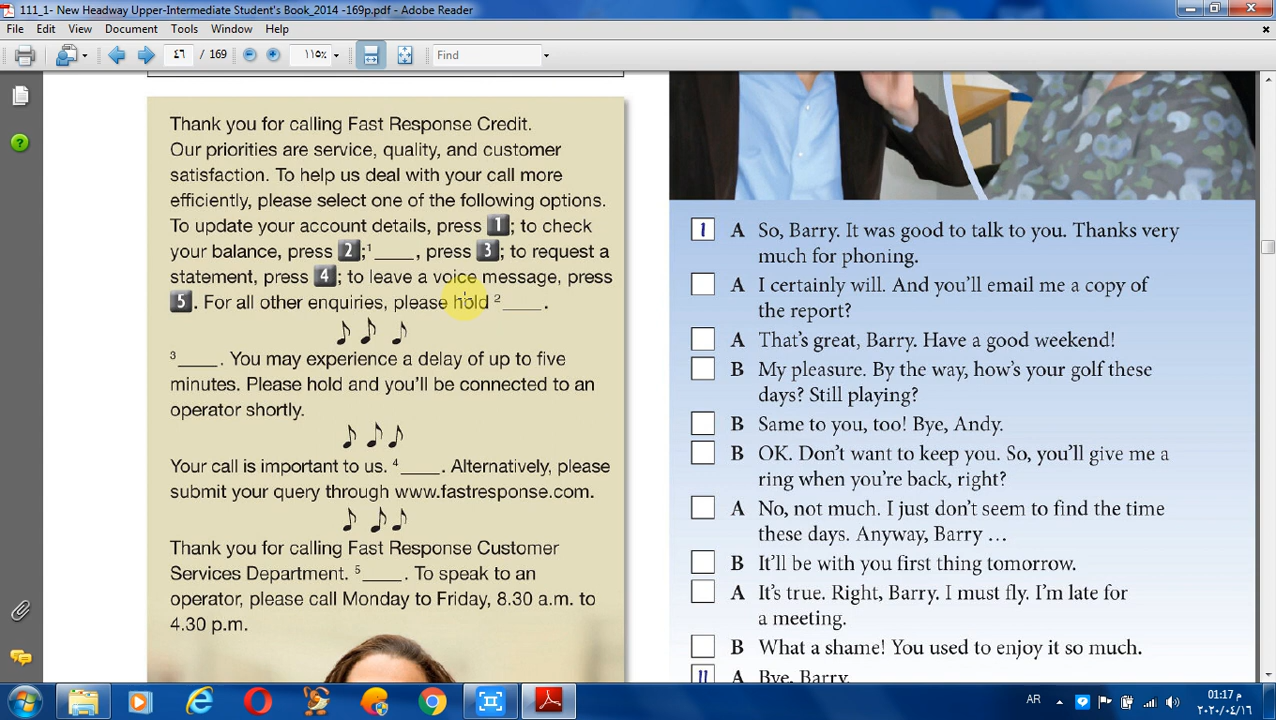 111_1- New Headway Upper-Intermediate Student's Book_2014 -169p.pdf - Adobe Reader
File Edit View Document Tools Window Help
٤٦ / 169 ١١٥% Find
Thank you for calling Fast Response Credit.
Our priorities are service, quality, and customer
satisfaction. To help us deal with your call more
efficiently, please select one of the following options.
To update your account details, press 1; to check
your balance, press 2; 1____, press 3; to request a
statement, press 4; to leave a voice message, press
5. For all other enquiries, please hold 2____.
3____. You may experience a delay of up to five
minutes. Please hold and you'll be connected to an
operator shortly.
Your call is important to us. 4____. Alternatively, please
submit your query through www.fastresponse.com.
Thank you for calling Fast Response Customer
Services Department. 5____. To speak to an
operator, please call Monday to Friday, 8.30 a.m. to
4.30 p.m.
1 A So, Barry. It was good to talk to you. Thanks very
much for phoning.
A I certainly will. And you'll email me a copy of
the report?
A That's great, Barry. Have a good weekend!
B My pleasure. By the way, how's your golf these
days? Still playing?
B Same to you, too! Bye, Andy.
B OK. Don't want to keep you. So, you'll give me a
ring when you're back, right?
A No, not much. I just don't seem to find the time
these days. Anyway, Barry …
B It'll be with you first thing tomorrow.
A It's true. Right, Barry. I must fly. I'm late for
a meeting.
B What a shame! You used to enjoy it so much.
11 A Bye, Barry.
AR
01:17 م
٢٠٢٠/٠٤/١٦